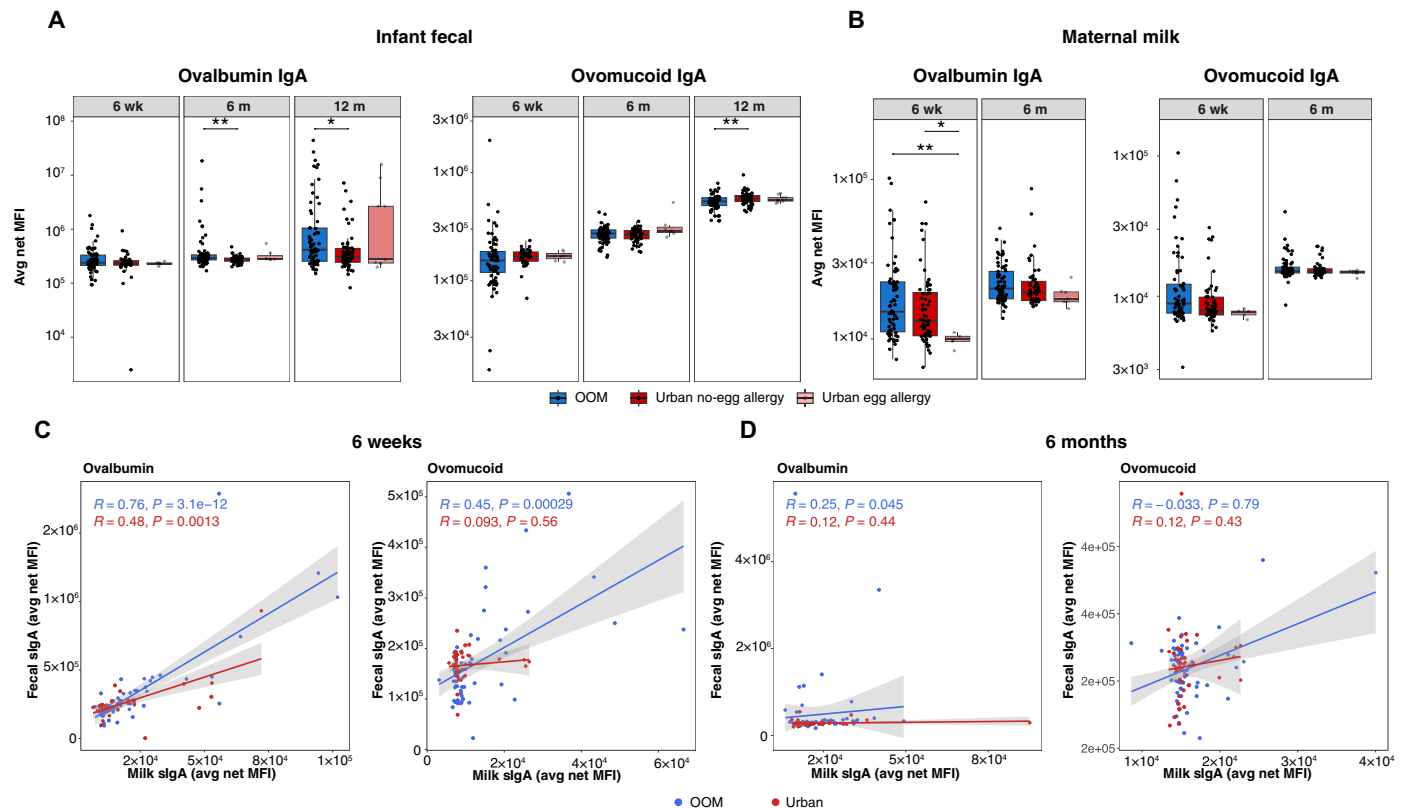 A
B
Infant fecal
Maternal milk
Ovalbumin IgA
Ovomucoid IgA
Ovalbumin IgA
Ovomucoid IgA
6 wk 6 m 12 m
6 wk 6 m 12 m
6 wk 6 m
6 wk 6 m
Avg net MFI
10⁸
10⁷
10⁶
10⁵
10⁴
** *
3×10⁶
1×10⁶
3×10⁵
1×10⁵
3×10⁴
**
Avg net MFI
1×10⁵
3×10⁴
1×10⁴
*
**
1×10⁵
3×10⁴
1×10⁴
3×10³
OOM Urban no-egg allergy Urban egg allergy
C
6 weeks
D
6 months
Ovalbumin
R = 0.76, P = 3.1e−12
R = 0.48, P = 0.0013
Fecal sIgA (avg net MFI)
2×10⁶
1×10⁶
5×10⁵
0
2×10⁴ 6×10⁴ 1×10⁵
Milk sIgA (avg net MFI)
Ovomucoid
R = 0.45, P = 0.00029
R = 0.093, P = 0.56
Fecal sIgA (avg net MFI)
5×10⁵
4×10⁵
3×10⁵
2×10⁵
1×10⁵
0
0 2×10⁴ 4×10⁴ 6×10⁴
Milk sIgA (avg net MFI)
Ovalbumin
R = 0.25, P = 0.045
R = 0.12, P = 0.44
Fecal sIgA (avg net MFI)
4×10⁶
2×10⁶
0
2×10⁴ 4×10⁴ 8×10⁴
Milk sIgA (avg net MFI)
Ovomucoid
R = −0.033, P = 0.79
R = 0.12, P = 0.43
Fecal sIgA (avg net MFI)
4e+05
4e+05
2e+05
2e+05
1×10⁴ 2×10⁴ 3×10⁴ 4×10⁴
Milk sIgA (avg net MFI)
OOM Urban